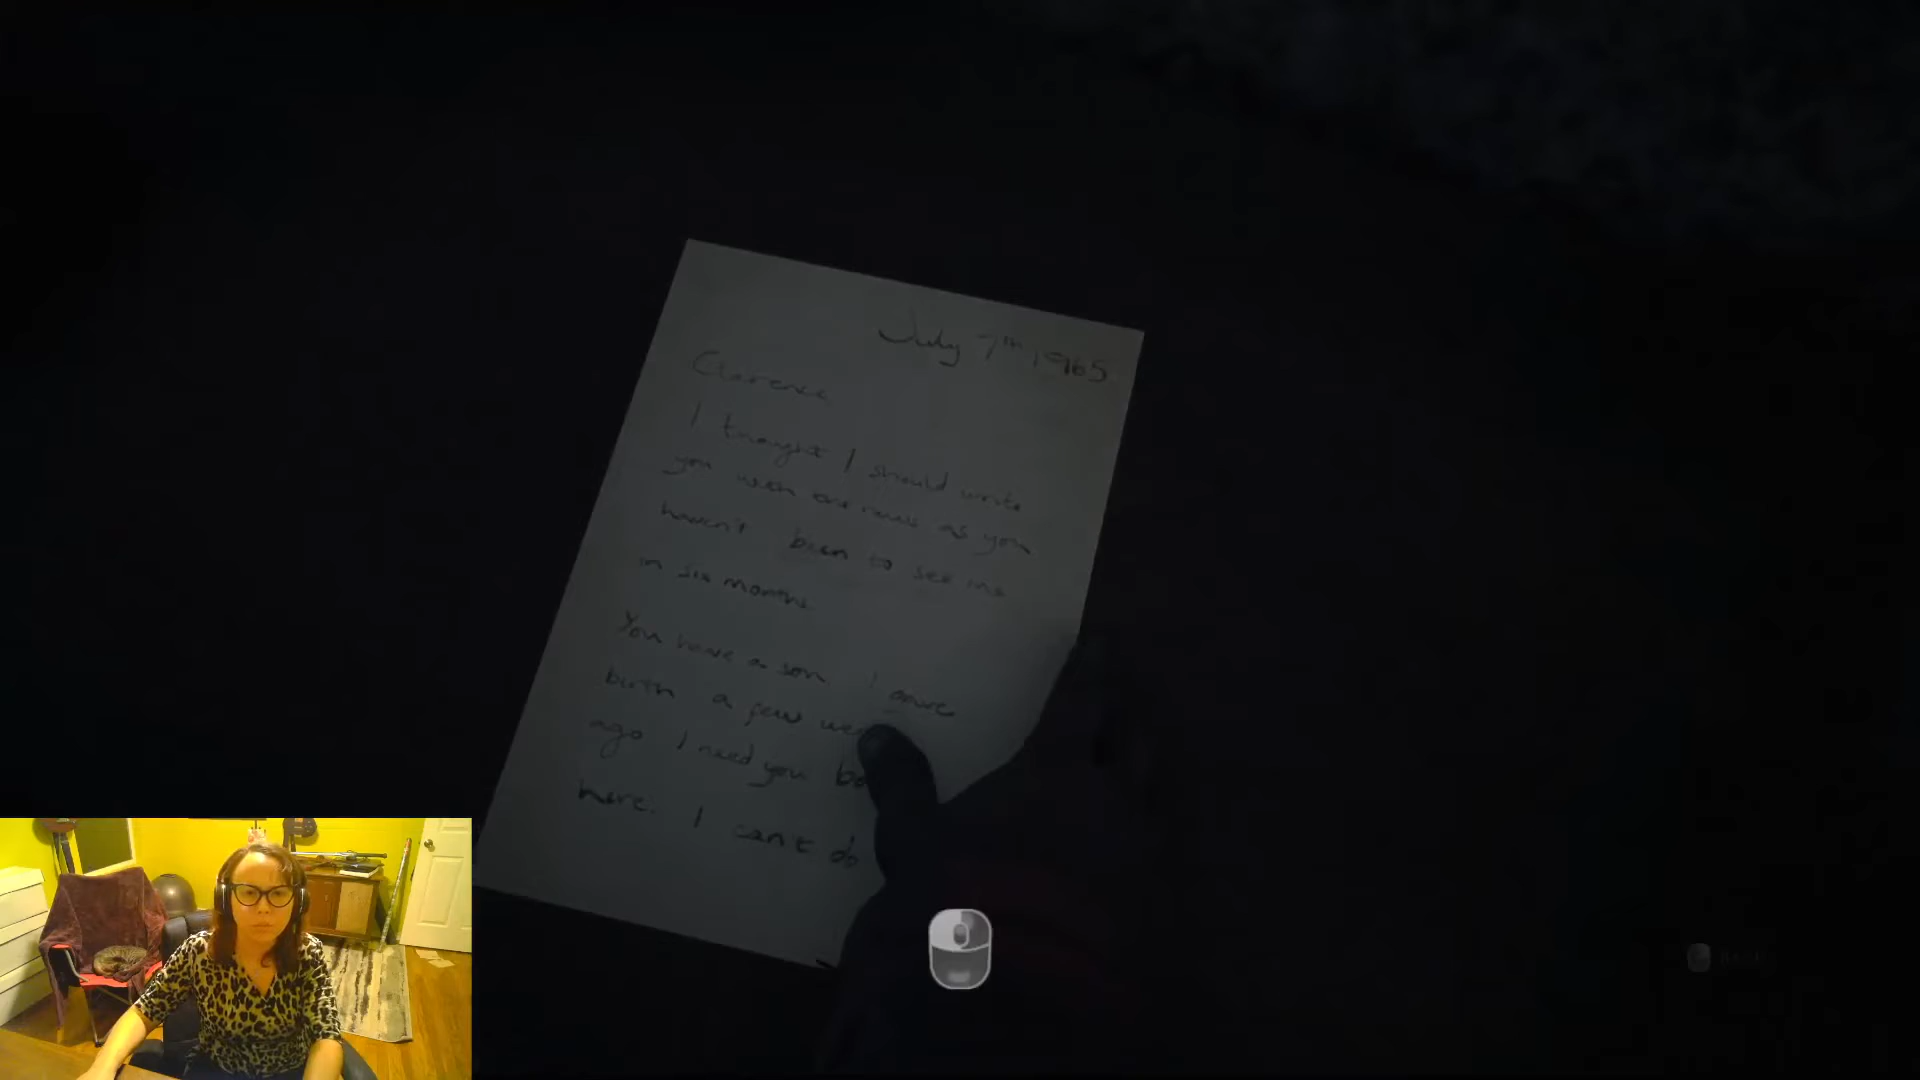 July 7th 1965
Clarence
I thought I should write
you with the news as you
haven't been to see me
in six months
You have a son I gave
birth a few
ago I need you
here. I can't do